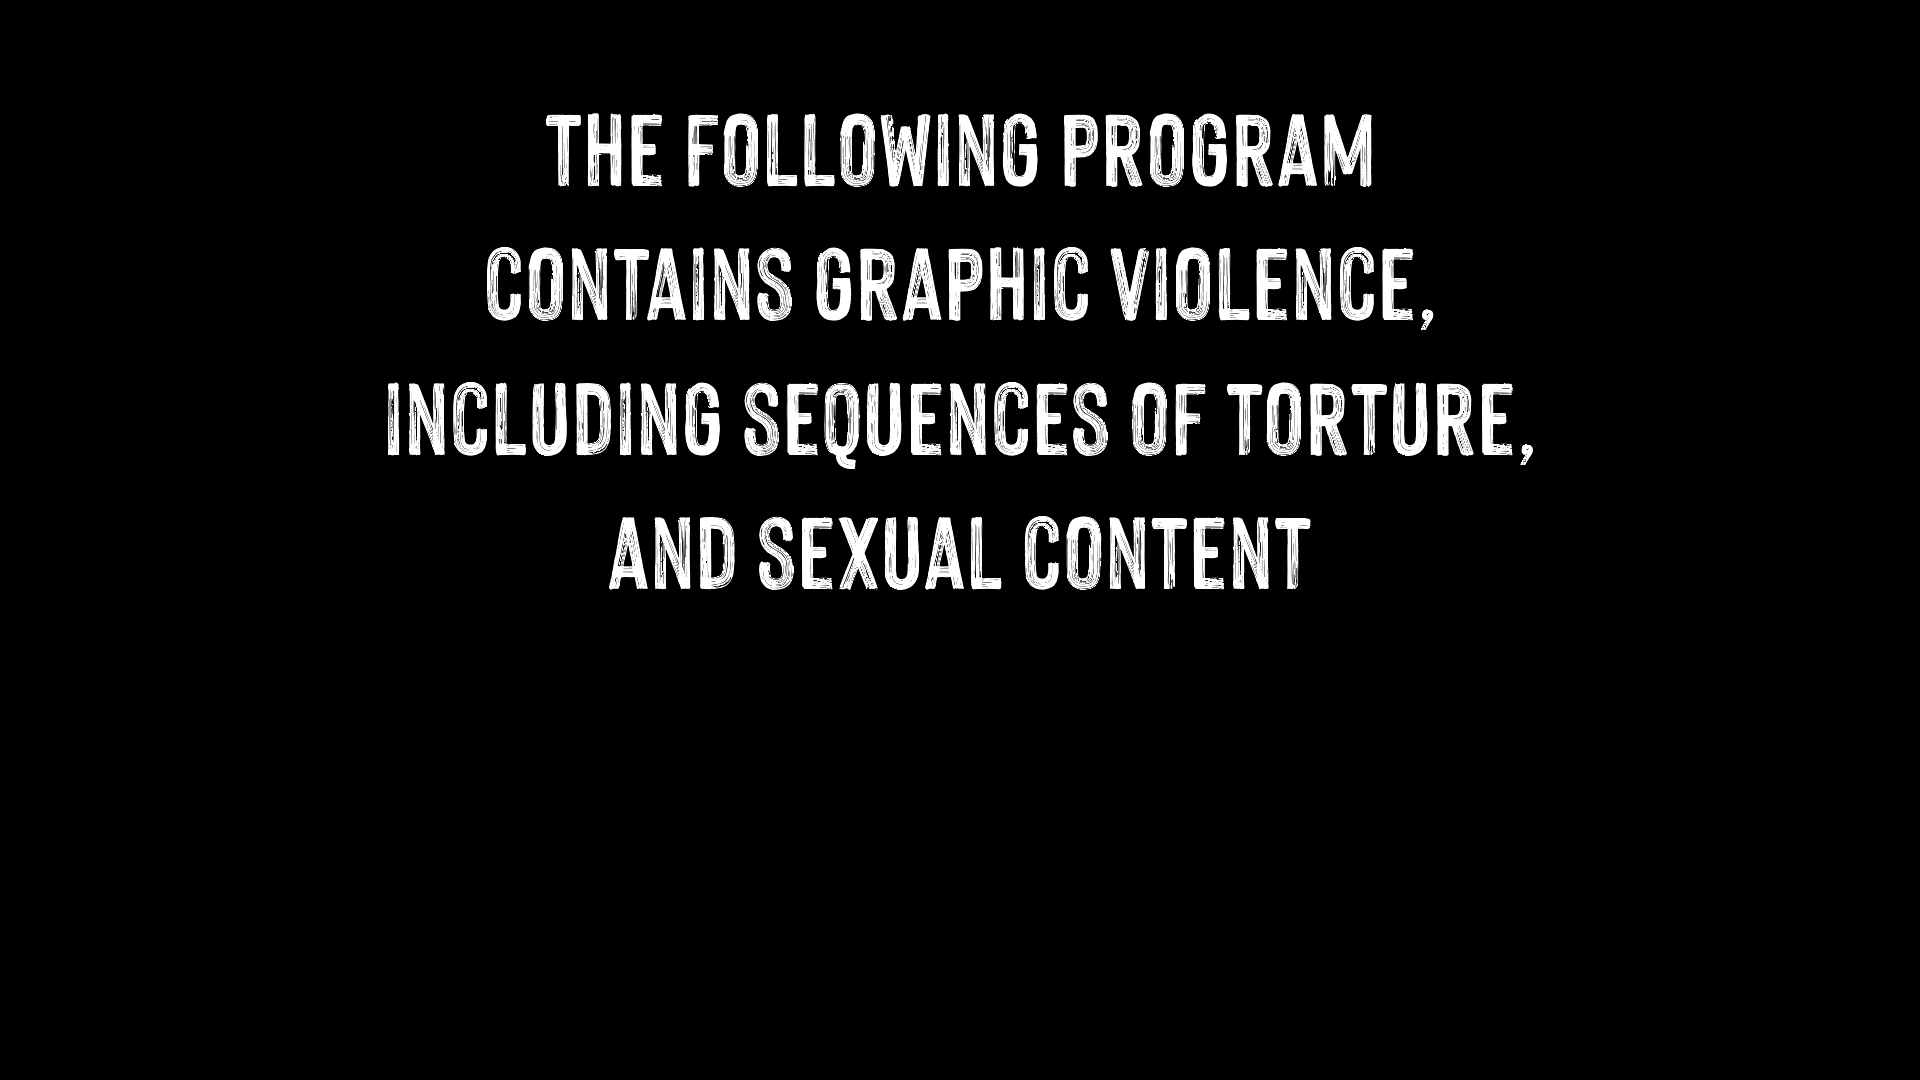 THE FOLLOWING PROGRAM
CONTAINS GRAPHIC VIOLENCE,
INCLUDING SEQUENCES OF TORTURE,
AND SEXUAL CONTENT